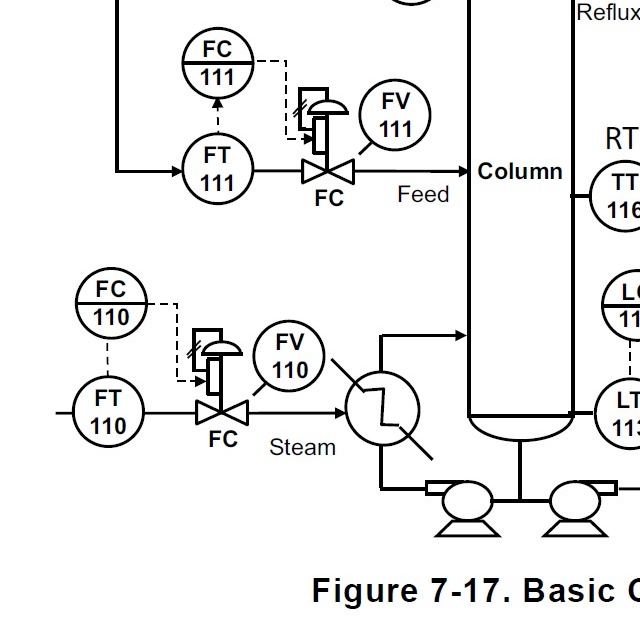 Reflux
FC
111
FV
111
FT
111
FC
Feed
Column
RT
TT
116
FC
110
FV
110
FT
110
FC
Steam
LT
Figure 7-17. Basic